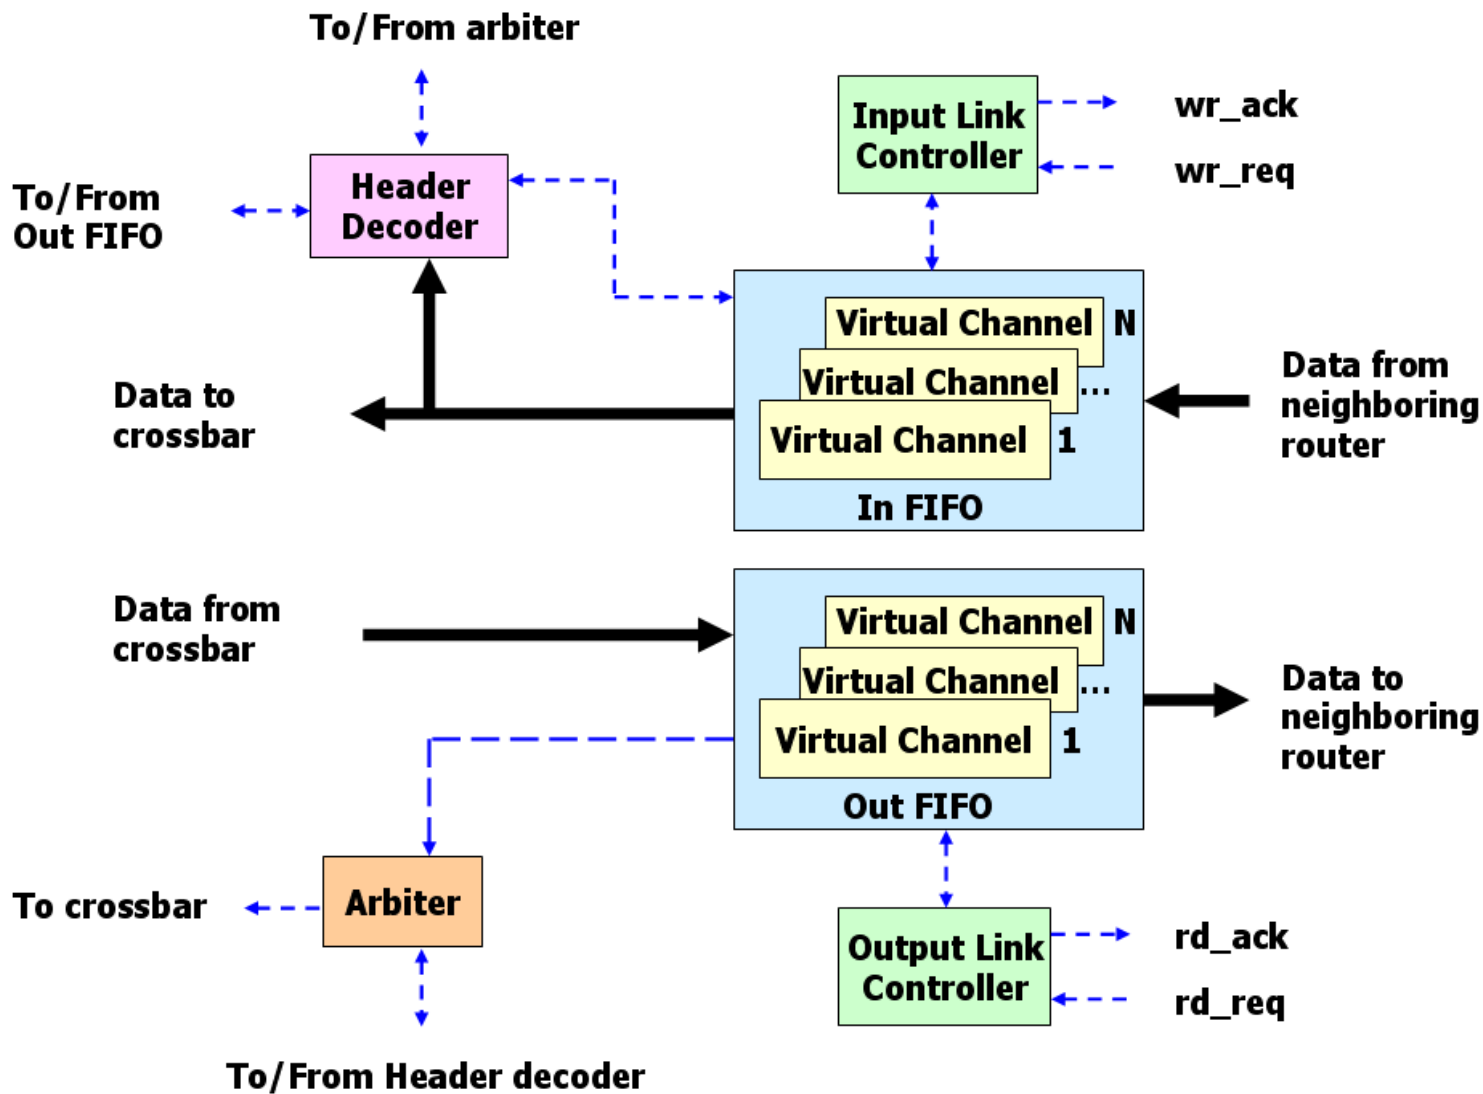 To/From arbiter
Input Link
Controller
wr_ack
wr_req
Header
Decoder
To/From
Out FIFO
Virtual Channel N
Virtual Channel ...
Virtual Channel 1
In FIFO
Data from
neighboring
router
Data to
crossbar
Data from
crossbar
Virtual Channel N
Virtual Channel ...
Virtual Channel 1
Out FIFO
Data to
neighboring
router
Arbiter
To crossbar
Output Link
Controller
rd_ack
rd_req
To/From Header decoder